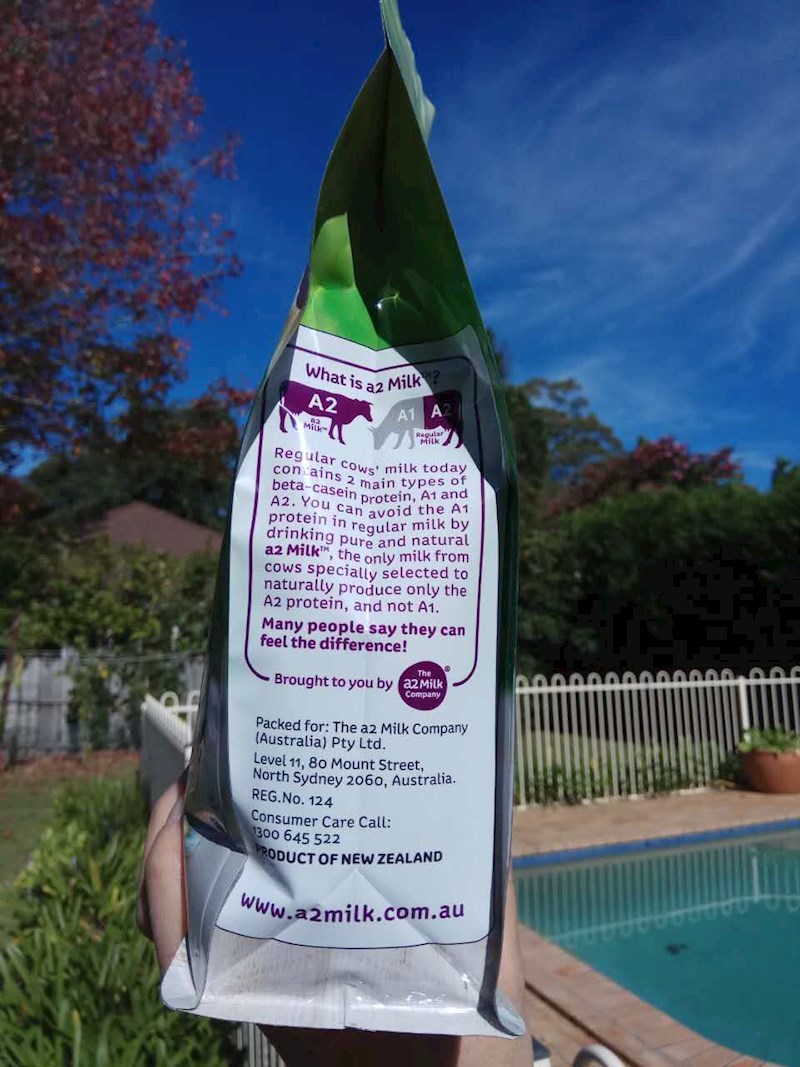 What is a2 Milk™?
A2
a2 Milk™
A1 A2
Regular Milk
Regular cows' milk today
contains 2 main types of
beta-casein protein, A1 and
A2. You can avoid the A1
protein in regular milk by
drinking pure and natural
a2 Milk™, the only milk from
cows specially selected to
naturally produce only the
A2 protein, and not A1.
Many people say they can
feel the difference!
Brought to you by
The
a2 Milk
Company
®
Packed for: The a2 Milk Company
(Australia) Pty Ltd.
Level 11, 80 Mount Street,
North Sydney 2060, Australia.
REG.No. 124
Consumer Care Call:
1300 645 522
PRODUCT OF NEW ZEALAND
www.a2milk.com.au